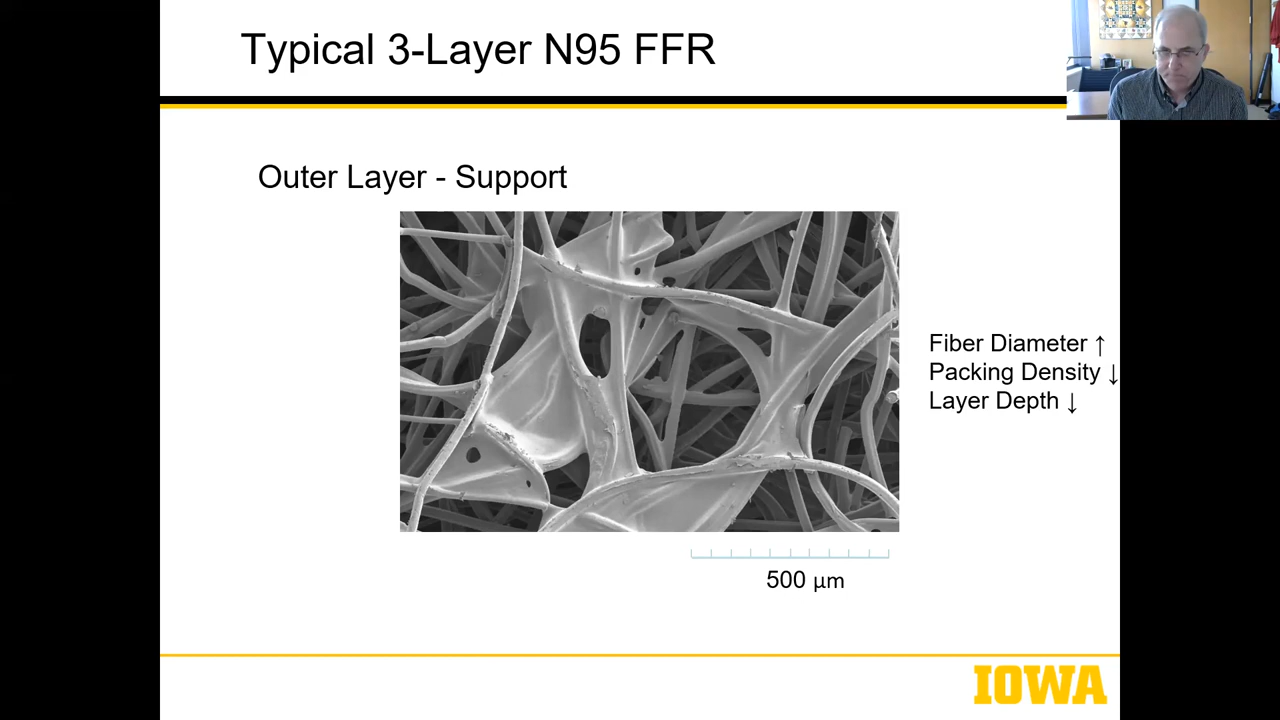 Typical 3-Layer N95 FFR
Outer Layer - Support
Fiber Diameter ↑
Packing Density ↓
Layer Depth ↓
500 µm
IOWA